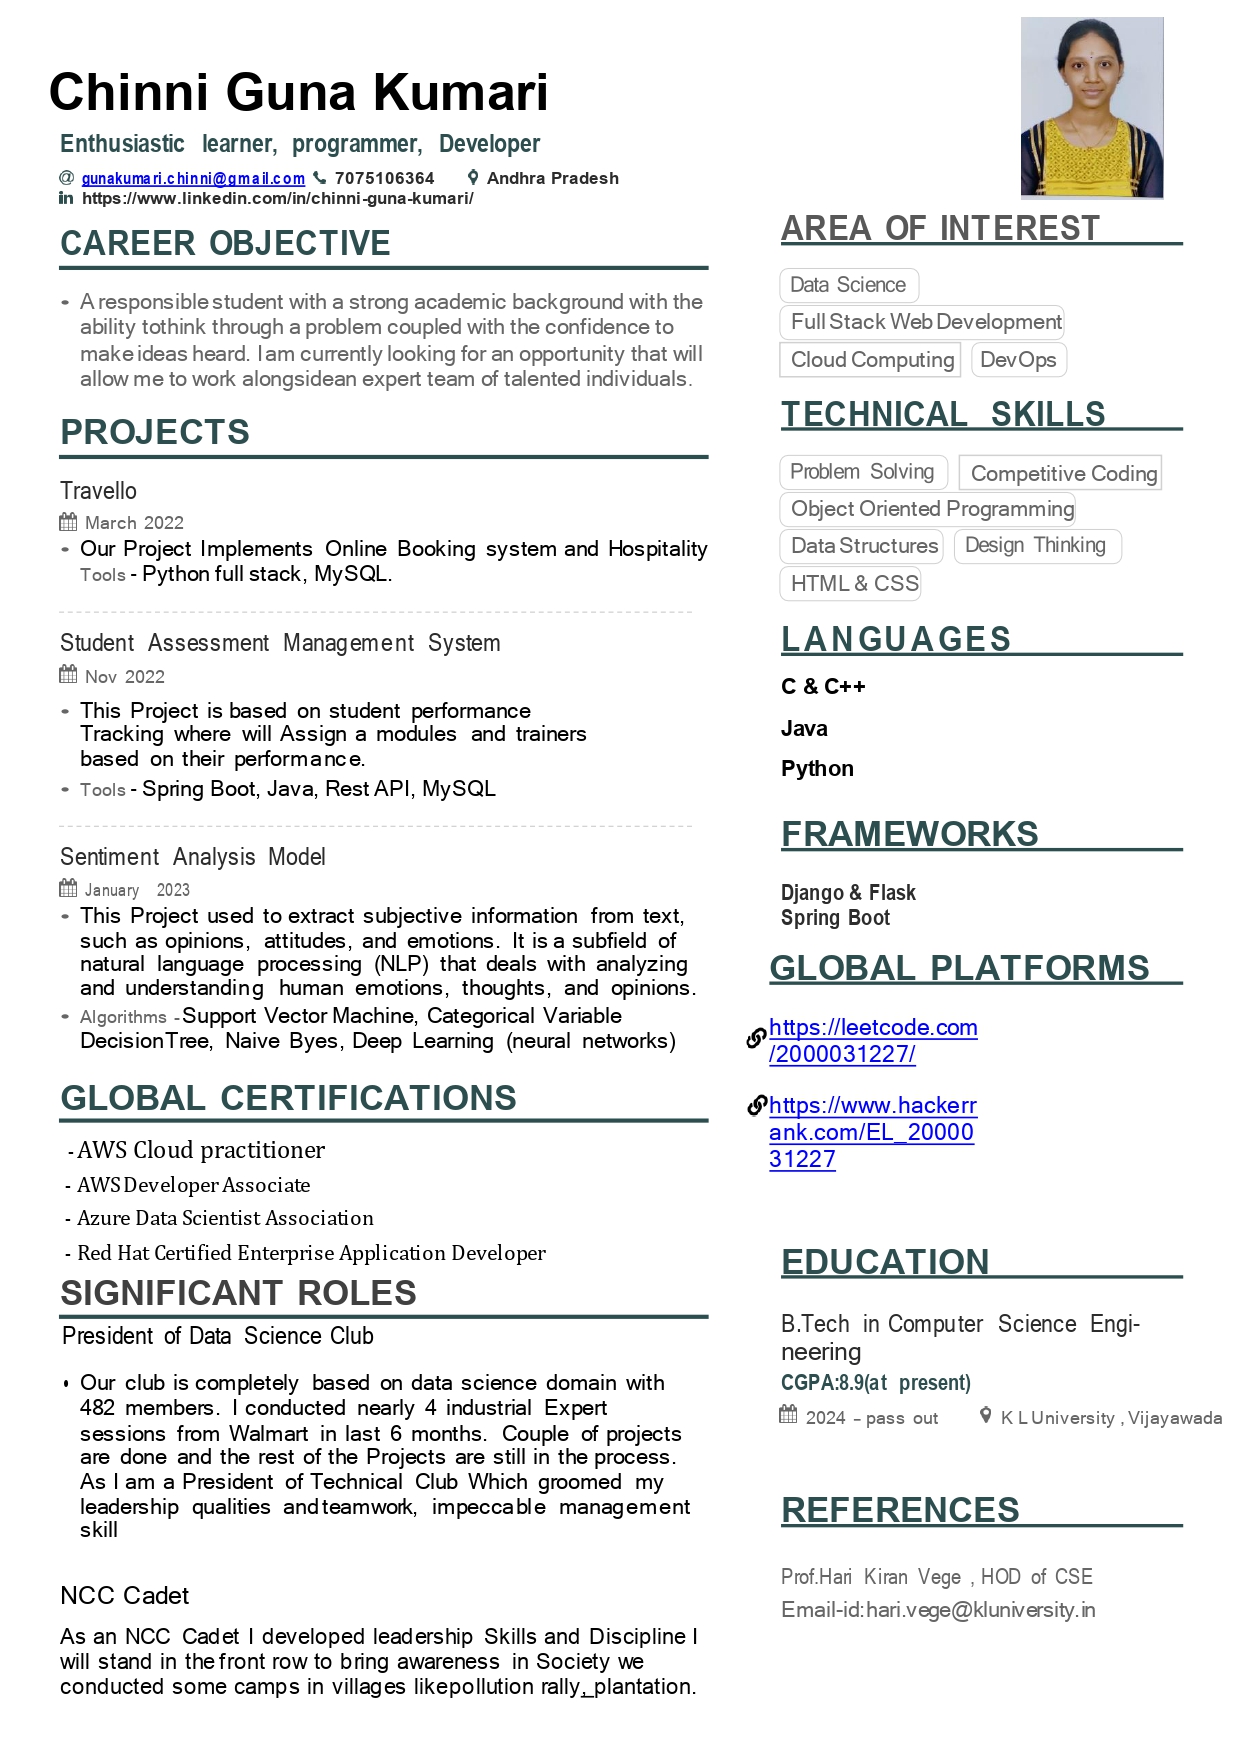 Chinni Guna Kumari
Enthusiastic learner, programmer, Developer
gunakumari.chinni@gmail.com 7075106364 Andhra Pradesh
in https://www.linkedin.com/in/chinni-guna-kumari/
CAREER OBJECTIVE
• A responsible student with a strong academic background with the
ability tothink through a problem coupled with the confidence to
make ideas heard. I am currently looking for an opportunity that will
allow me to work alongsidean expert team of talented individuals.
PROJECTS
Travello
March 2022
• Our Project Implements Online Booking system and Hospitality
Tools - Python full stack, MySQL.
Student Assessment Management System
Nov 2022
• This Project is based on student performance
Tracking where will Assign a modules and trainers
based on their performance.
• Tools - Spring Boot, Java, Rest API, MySQL
Sentiment Analysis Model
January 2023
• This Project used to extract subjective information from text,
such as opinions, attitudes, and emotions. It is a subfield of
natural language processing (NLP) that deals with analyzing
and understanding human emotions, thoughts, and opinions.
• Algorithms - Support Vector Machine, Categorical Variable
DecisionTree, Naive Byes, Deep Learning (neural networks)
GLOBAL CERTIFICATIONS
- AWS Cloud practitioner
- AWS Developer Associate
- Azure Data Scientist Association
- Red Hat Certified Enterprise Application Developer
SIGNIFICANT ROLES
President of Data Science Club
• Our club is completely based on data science domain with
482 members. I conducted nearly 4 industrial Expert
sessions from Walmart in last 6 months. Couple of projects
are done and the rest of the Projects are still in the process.
As I am a President of Technical Club Which groomed my
leadership qualities and teamwork, impeccable management
skill
NCC Cadet
As an NCC Cadet I developed leadership Skills and Discipline I
will stand in the front row to bring awareness in Society we
conducted some camps in villages likepollution rally, plantation.
AREA OF INTEREST
Data Science
Full Stack Web Development
Cloud Computing DevOps
TECHNICAL SKILLS
Problem Solving Competitive Coding
Object Oriented Programming
Data Structures Design Thinking
HTML & CSS
LANGUAGES
C & C++
Java
Python
FRAMEWORKS
Django & Flask
Spring Boot
GLOBAL PLATFORMS
https://leetcode.com
/2000031227/
https://www.hackerr
ank.com/EL_20000
31227
EDUCATION
B.Tech in Computer Science Engi-
neering
CGPA:8.9(at present)
2024 – pass out K L University , Vijayawada
REFERENCES
Prof.Hari Kiran Vege , HOD of CSE
Email-id:hari.vege@kluniversity.in